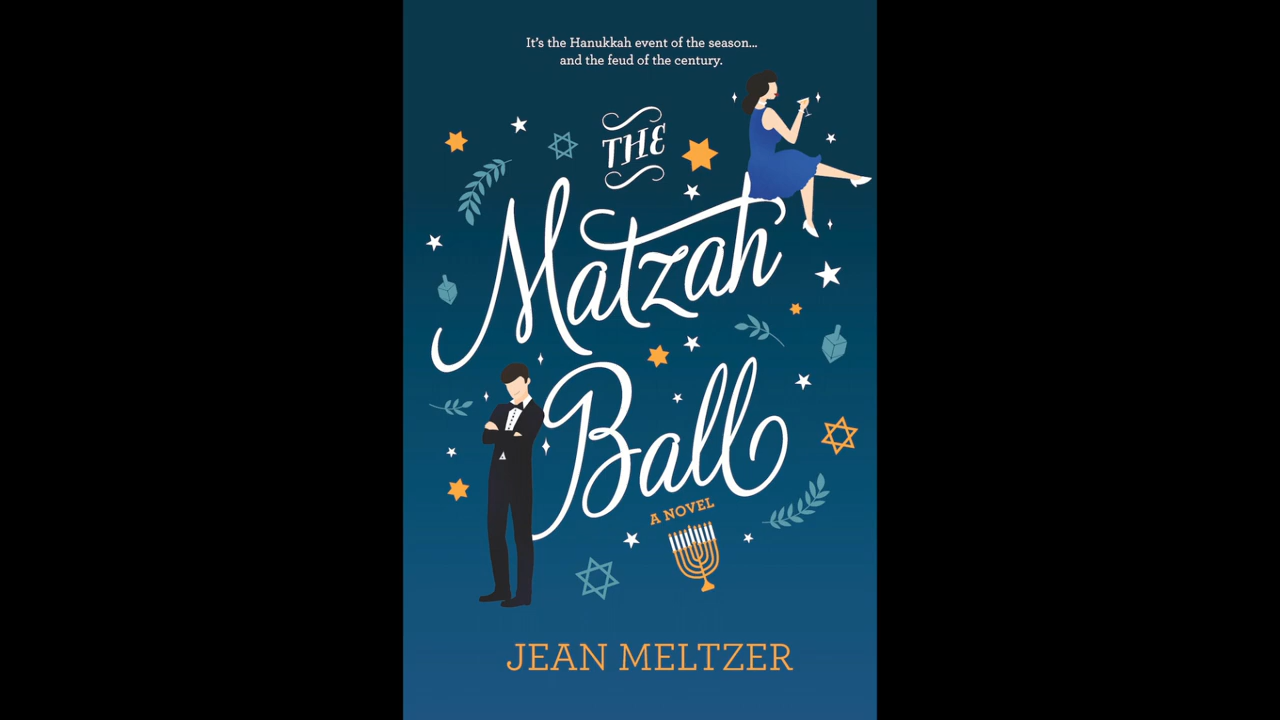 It's the Hanukkah event of the season...
and the feud of the century.
THE
Matzah
Ball
A NOVEL
JEAN MELTZER